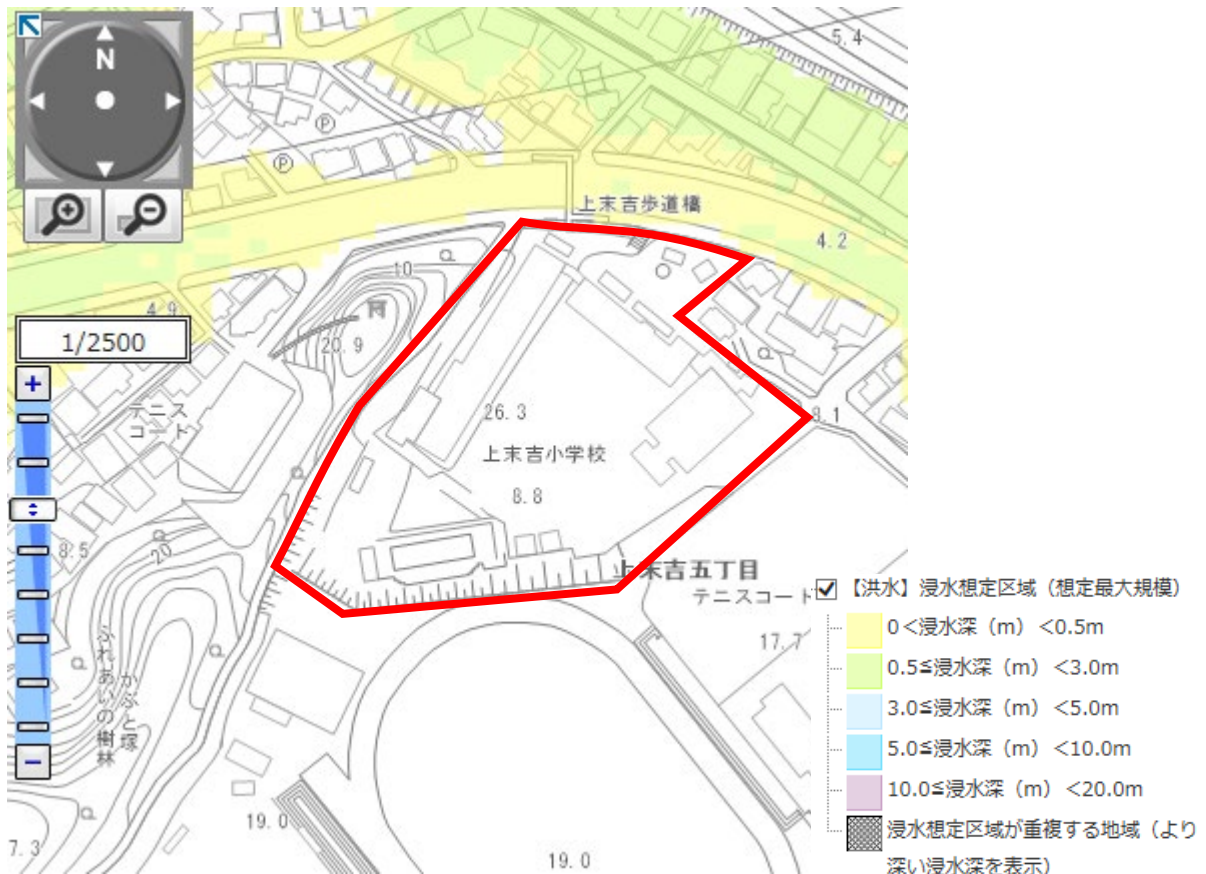 N
5.4
Ⓟ
Ⓟ
上末吉歩道橋
4.2
10
4.9
1/2500
20.9
+
テニス
コート
26.3
8.1
上末吉小学校
8.8
8.5
20
上末吉五丁目
テニスコート
17.7
かぶと塚
ふれあいの樹林
19.0
19.0
7.3
−
【洪水】浸水想定区域（想定最大規模）
0＜浸水深（m）＜0.5m
0.5≦浸水深（m）＜3.0m
3.0≦浸水深（m）＜5.0m
5.0≦浸水深（m）＜10.0m
10.0≦浸水深（m）＜20.0m
浸水想定区域が重複する地域（より
深い浸水深を表示）